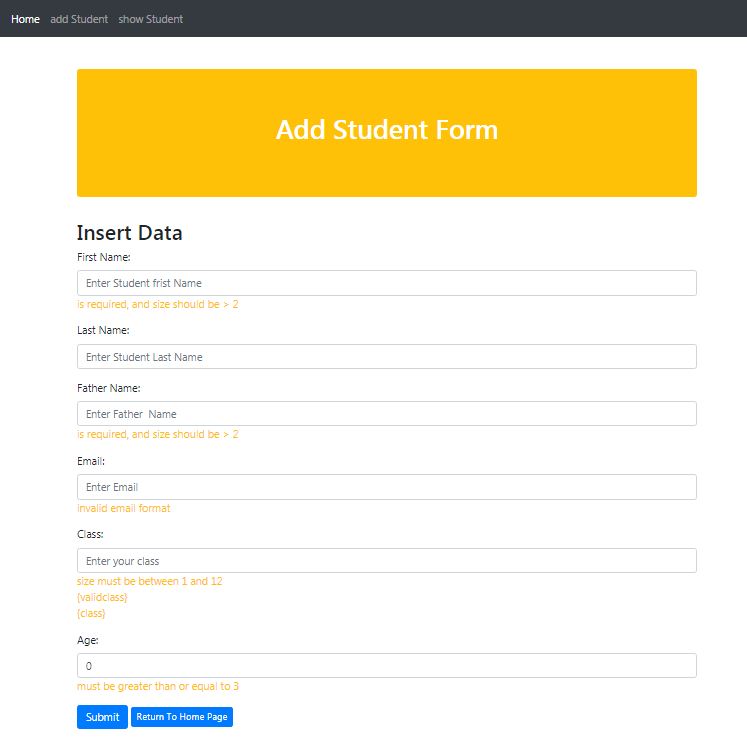 Home add Student show Student
Add Student Form
Insert Data
First Name:
Enter Student frist Name
is required, and size should be > 2
Last Name:
Enter Student Last Name
Father Name:
Enter Father  Name
is required, and size should be > 2
Email:
Enter Email
invalid email format
Class:
Enter your class
size must be between 1 and 12
{validclass}
{class}
Age:
0
must be greater than or equal to 3
Submit Return To Home Page